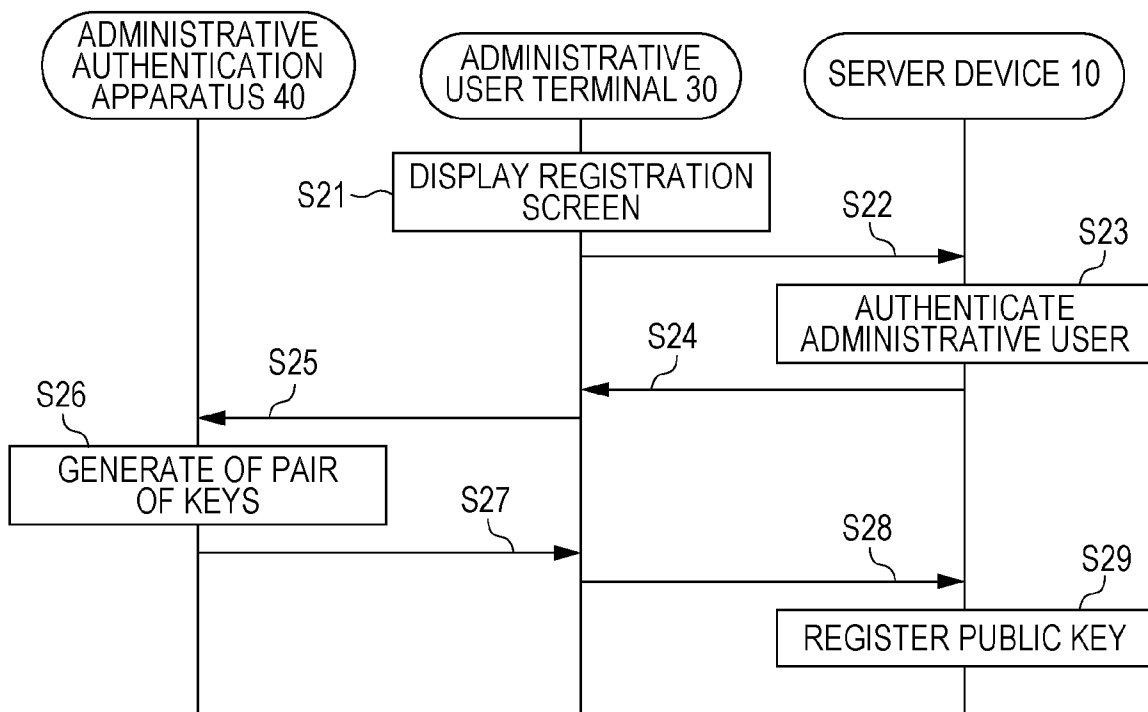 ADMINISTRATIVE
AUTHENTICATION
APPARATUS 40
ADMINISTRATIVE
USER TERMINAL 30
SERVER DEVICE 10
S21
DISPLAY REGISTRATION
SCREEN
S22
S23
AUTHENTICATE
ADMINISTRATIVE USER
S24
S25
S26
GENERATE OF PAIR
OF KEYS
S27
S28
S29
REGISTER PUBLIC KEY